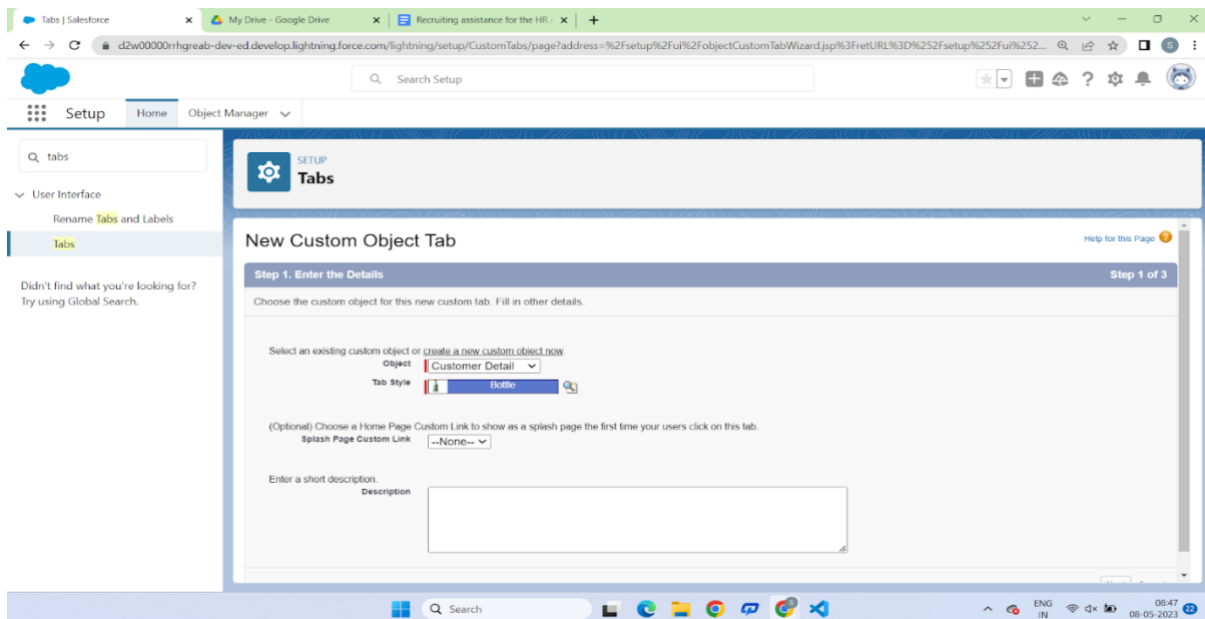 Tabs | Salesforce
My Drive - Google Drive
Recruiting assistance for the HR
d2w00000rrhgreab-dev-ed.develop.lightning.force.com/lightning/setup/CustomTabs/page?address=%2Fsetup%2Fui%2FobjectCustomTabWizard.jsp%3FretURL%3D%252Fsetup%252Fui%252...
S
Search Setup
Setup
Home
Object Manager
tabs
User Interface
Rename Tabs and Labels
Tabs
Didn't find what you're looking for?
Try using Global Search.
SETUP
Tabs
New Custom Object Tab
Help for this Page
Step 1. Enter the Details
Step 1 of 3
Choose the custom object for this new custom tab. Fill in other details.
Select an existing custom object or create a new custom object now.
Object
Customer Detail
Tab Style
Bottle
(Optional) Choose a Home Page Custom Link to show as a splash page the first time your users click on this tab.
Splash Page Custom Link
--None--
Enter a short description.
Description
Search
ENG
IN
08:47
08-05-2023
22